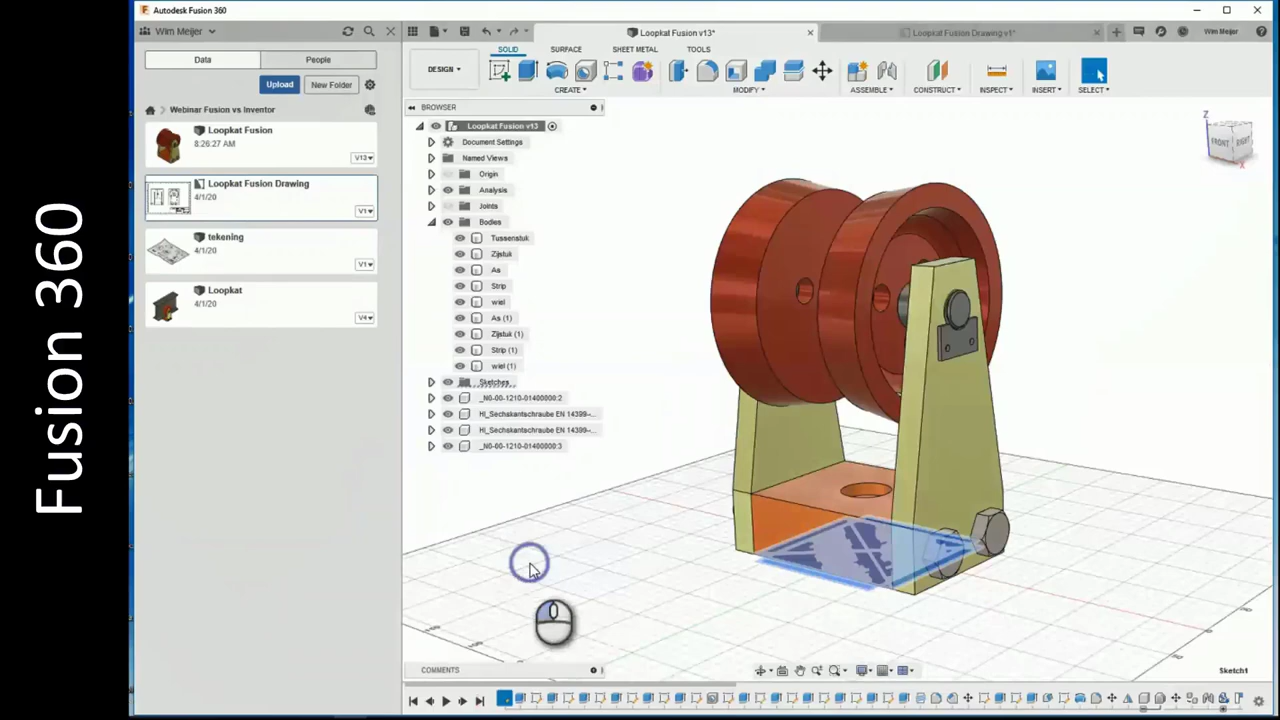 Fusion 360
Autodesk Fusion 360
Wim Meijer
Data
People
Upload
New Folder
Webinar Fusion vs Inventor
Loopkat Fusion
8:26:27 AM
V13
Loopkat Fusion Drawing
4/1/20
V1
tekening
4/1/20
V1
Loopkat
4/1/20
V4
Loopkat Fusion v13*
Loopkat Fusion Drawing v1*
Wim Meijer
SOLID
SURFACE
SHEET METAL
TOOLS
DESIGN
CREATE
MODIFY
ASSEMBLE
CONSTRUCT
INSPECT
INSERT
SELECT
BROWSER
Loopkat Fusion v13
Document Settings
Named Views
Origin
Analysis
Joints
Bodies
Tussenstuk
Zijstuk
As
Strip
wiel
As (1)
Zijstuk (1)
Strip (1)
wiel (1)
Sketches
_N0-00-1210-01400000:2
HI_Sechskantschraube EN 14399-...
HI_Sechskantschraube EN 14399-...
_N0-00-1210-01400000:3
Z
FRONT
RIGHT
X
COMMENTS
Sketch1